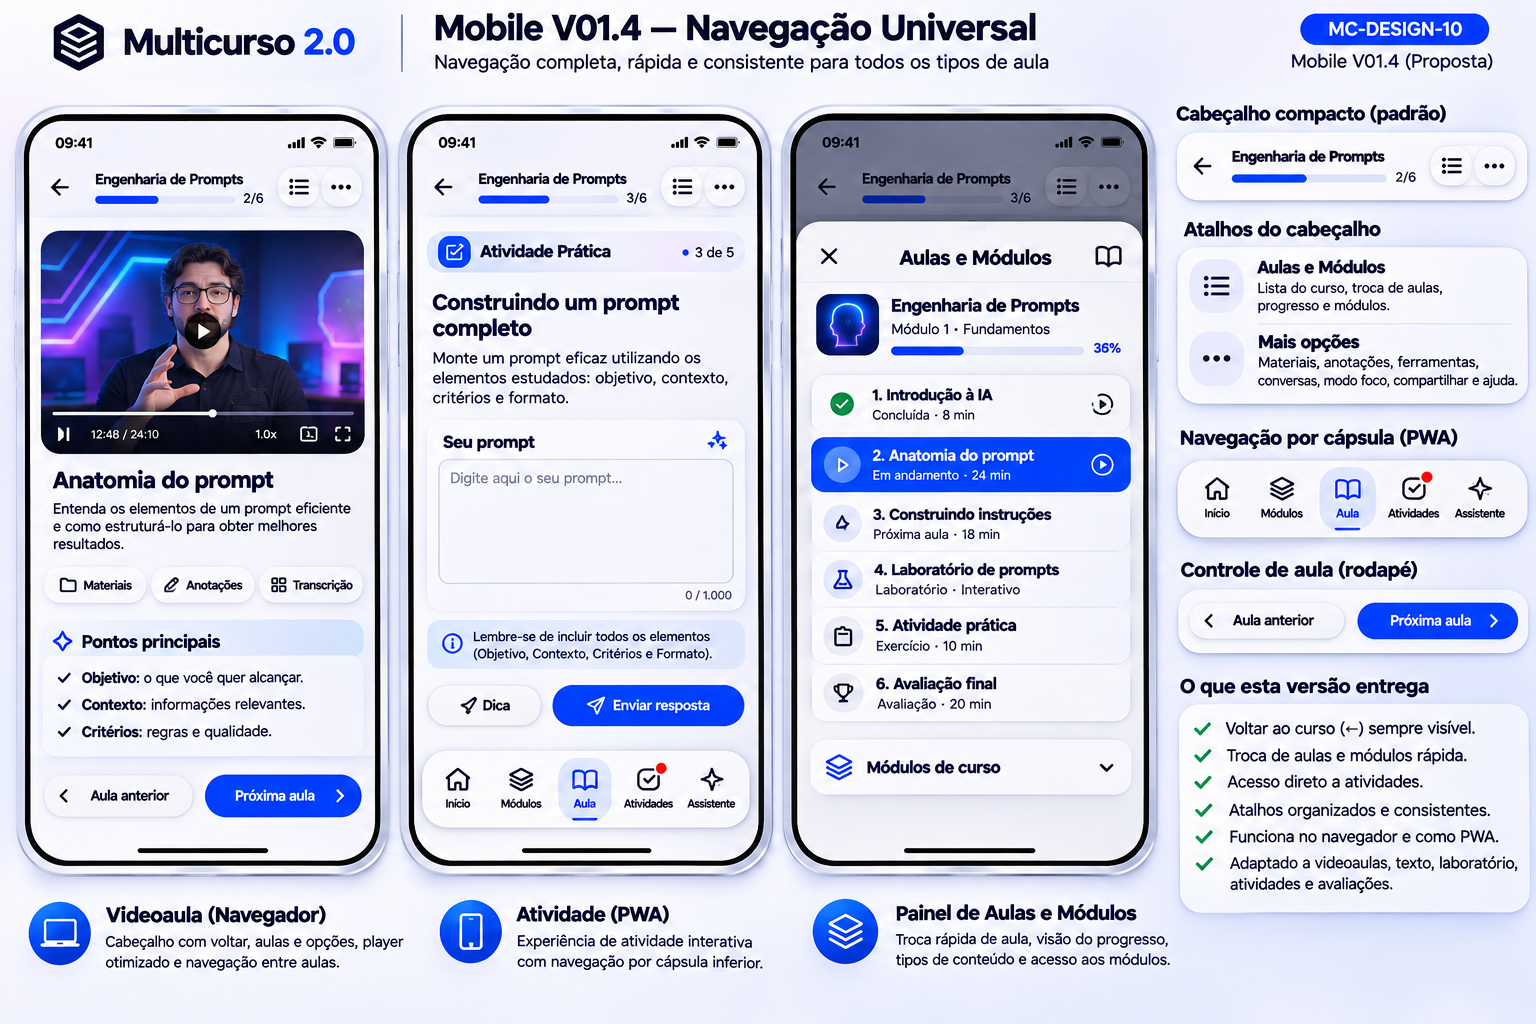 Multicurso 2.0
Mobile V01.4 — Navegação Universal
Navegação completa, rápida e consistente para todos os tipos de aula
MC-DESIGN-10
Mobile V01.4 (Proposta)
09:41
Engenharia de Prompts
2/6
12:48 / 24:10
1.0x
Anatomia do prompt
Entenda os elementos de um prompt eficiente
e como estruturá-lo para obter melhores
resultados.
Materiais
Anotações
Transcrição
Pontos principais
Objetivo: o que você quer alcançar.
Contexto: informações relevantes.
Critérios: regras e qualidade.
Aula anterior
Próxima aula
Videoaula (Navegador)
Cabeçalho com voltar, aulas e opções, player
otimizado e navegação entre aulas.
09:41
Engenharia de Prompts
3/6
Atividade Prática
3 de 5
Construindo um prompt
completo
Monte um prompt eficaz utilizando os
elementos estudados: objetivo, contexto,
critérios e formato.
Seu prompt
Digite aqui o seu prompt...
0 / 1.000
Lembre-se de incluir todos os elementos
(Objetivo, Contexto, Critérios e Formato).
Dica
Enviar resposta
Início
Módulos
Aula
Atividades
Assistente
Atividade (PWA)
Experiência de atividade interativa
com navegação por cápsula inferior.
09:41
Engenharia de Prompts
3/6
Aulas e Módulos
Engenharia de Prompts
Módulo 1 • Fundamentos
36%
1. Introdução à IA
Concluída · 8 min
2. Anatomia do prompt
Em andamento · 24 min
3. Construindo instruções
Próxima aula · 18 min
4. Laboratório de prompts
Laboratório · Interativo
5. Atividade prática
Exercício · 10 min
6. Avaliação final
Avaliação · 20 min
Módulos de curso
Painel de Aulas e Módulos
Troca rápida de aula, visão do progresso,
tipos de conteúdo e acesso aos módulos.
Cabeçalho compacto (padrão)
Engenharia de Prompts
2/6
Atalhos do cabeçalho
Aulas e Módulos
Lista do curso, troca de aulas,
progresso e módulos.
Mais opções
Materiais, anotações, ferramentas,
conversas, modo foco, compartilhar e ajuda.
Navegação por cápsula (PWA)
Início
Módulos
Aula
Atividades
Assistente
Controle de aula (rodapé)
Aula anterior
Próxima aula
O que esta versão entrega
Voltar ao curso (←) sempre visível.
Troca de aulas e módulos rápida.
Acesso direto a atividades.
Atalhos organizados e consistentes.
Funciona no navegador e como PWA.
Adaptado a videoaulas, texto, laboratório,
atividades e avaliações.